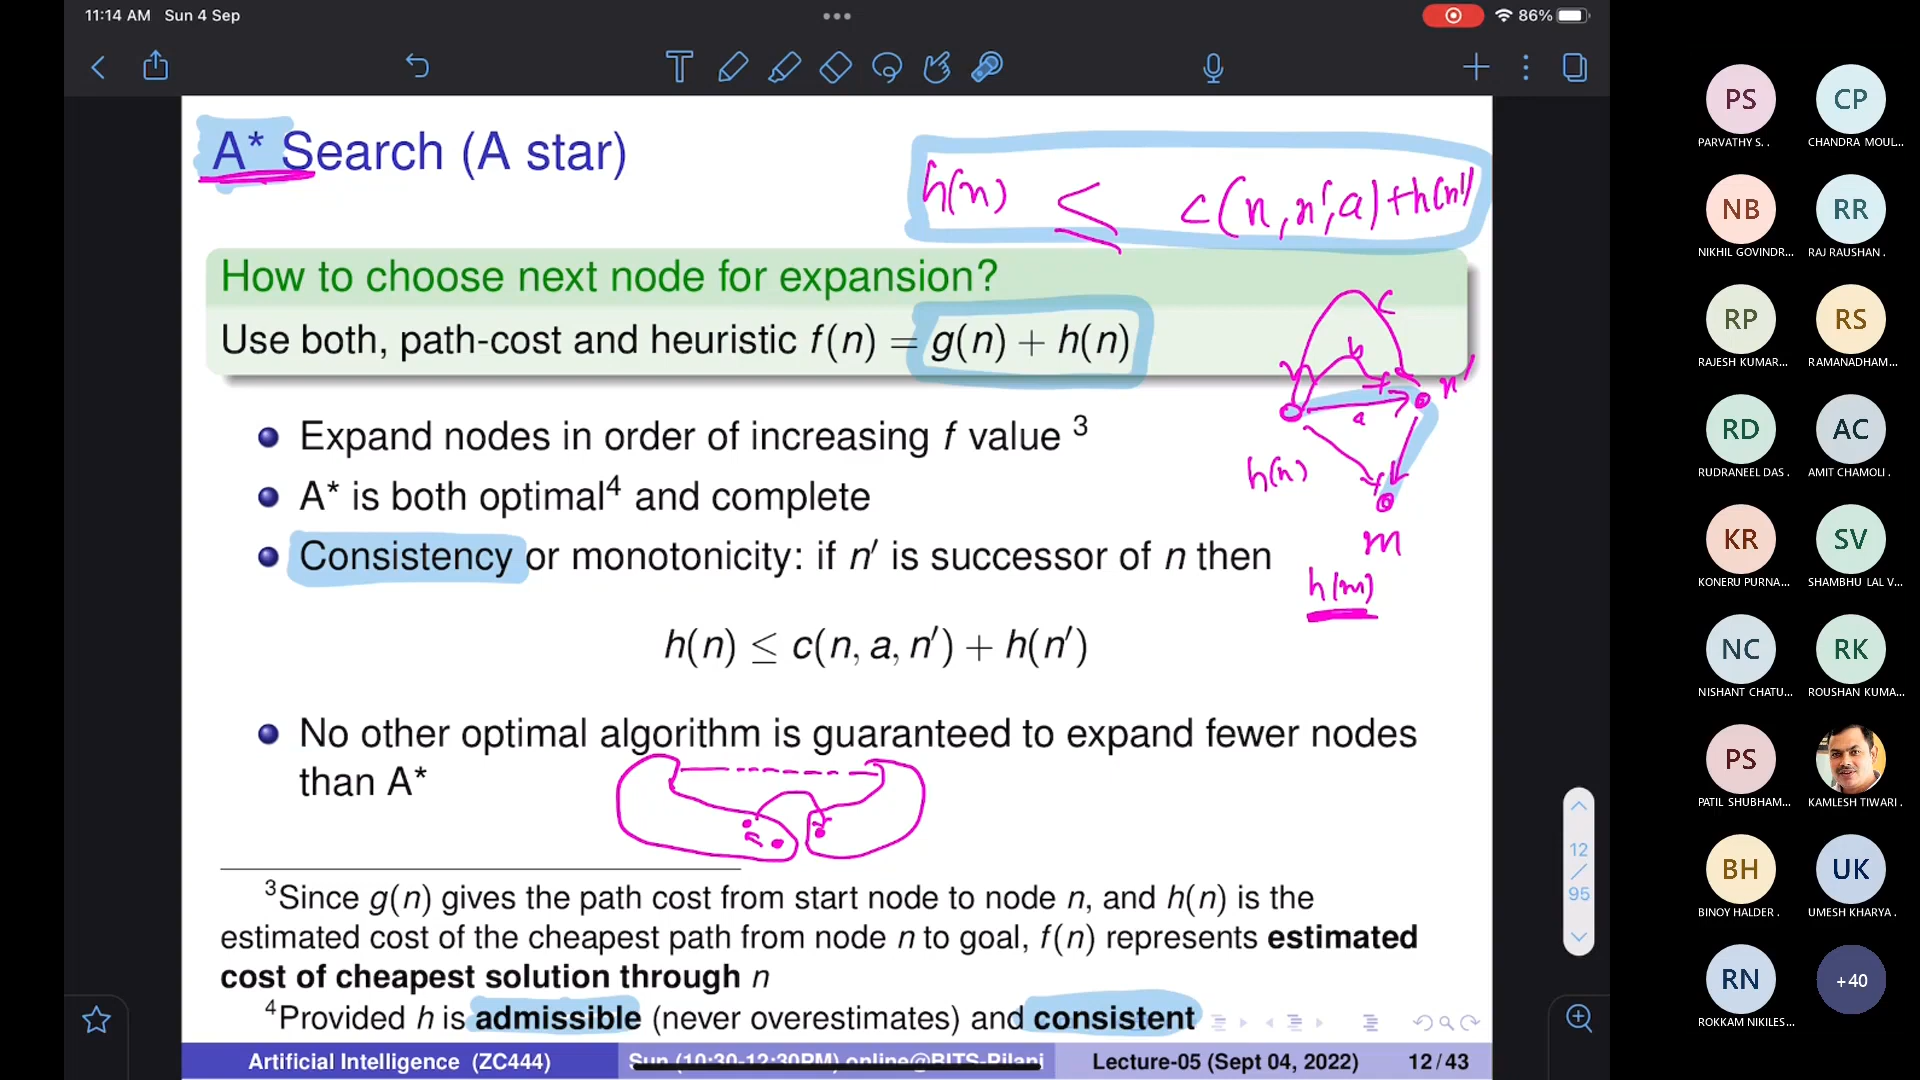 11:14 AM Sun 4 Sep
86%
A* Search (A star)
h(n) ≤ c(n, n', a) + h(n')
How to choose next node for expansion?
Use both, path-cost and heuristic f(n) = g(n) + h(n)
c
b
n
n'
a
Expand nodes in order of increasing f value 3
h(n)
A* is both optimal4 and complete
m
Consistency or monotonicity: if n′ is successor of n then
h(m)
h(n) ≤ c(n, a, n′) + h(n′)
No other optimal algorithm is guaranteed to expand fewer nodes
than A*
3Since g(n) gives the path cost from start node to node n, and h(n) is the
estimated cost of the cheapest path from node n to goal, f(n) represents estimated
cost of cheapest solution through n
4Provided h is admissible (never overestimates) and consistent
Artificial Intelligence (ZC444) Sun (10:30-12:30PM) online@BITS-Pilani Lecture-05 (Sept 04, 2022) 12/43
12
/
95
PS CP
PARVATHY S. . CHANDRA MOUL...
NB RR
NIKHIL GOVINDR... RAJ RAUSHAN .
RP RS
RAJESH KUMAR... RAMANADHAM...
RD AC
RUDRANEEL DAS . AMIT CHAMOLI .
KR SV
KONERU PURNA... SHAMBHU LAL V...
NC RK
NISHANT CHATU... ROUSHAN KUMA...
PS
PATIL SHUBHAM... KAMLESH TIWARI .
BH UK
BINOY HALDER . UMESH KHARYA .
RN +40
ROKKAM NIKILES...